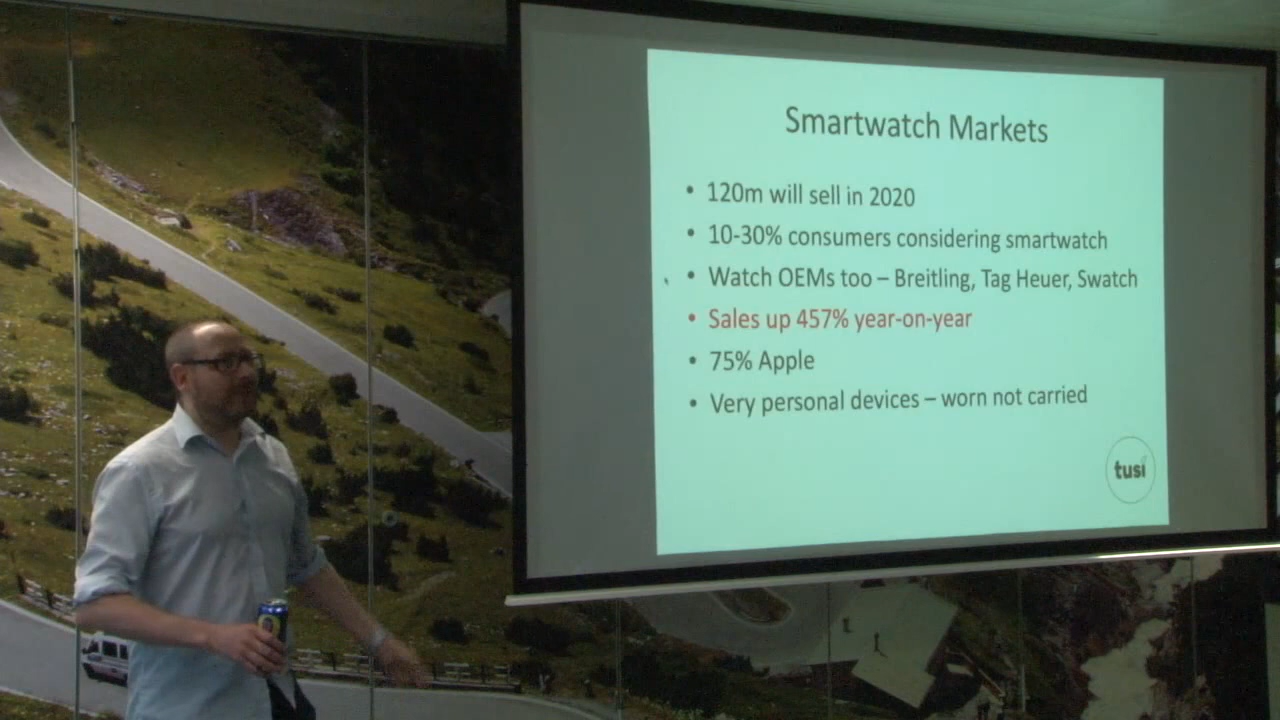 Smartwatch Markets
• 120m will sell in 2020
• 10-30% consumers considering smartwatch
• Watch OEMs too – Breitling, Tag Heuer, Swatch
• Sales up 457% year-on-year
• 75% Apple
• Very personal devices – worn not carried
tusi